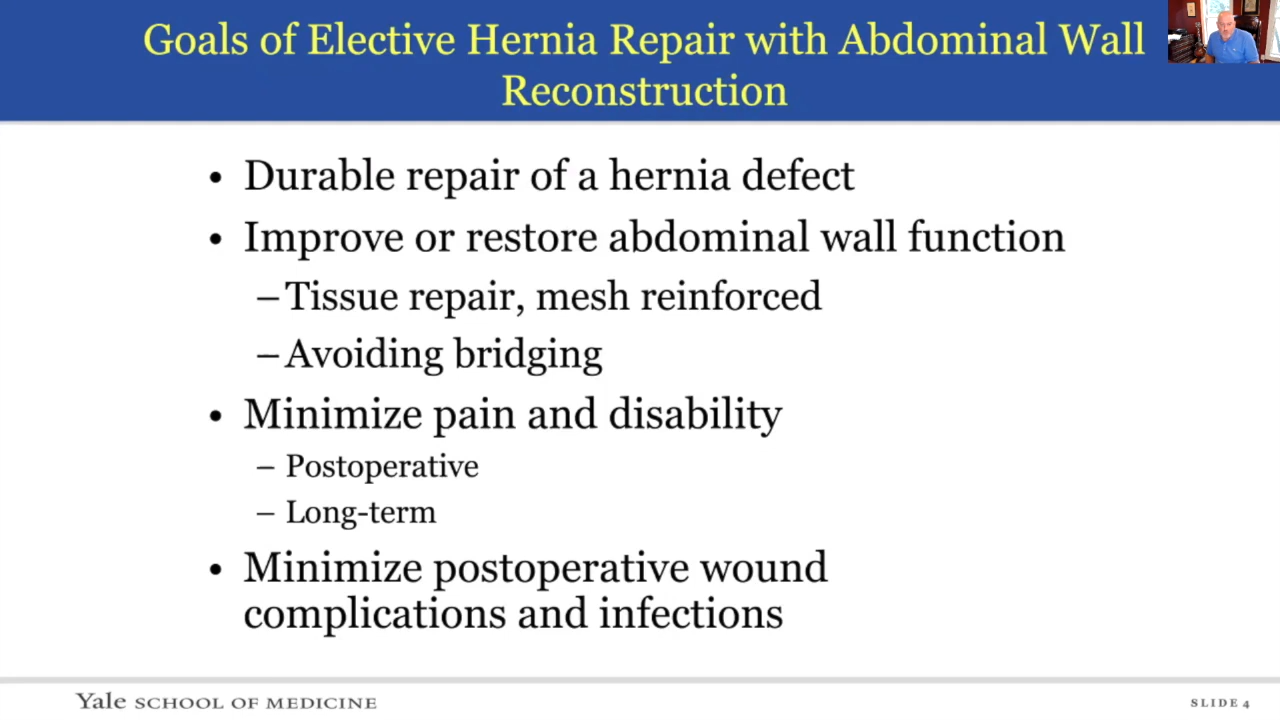 Goals of Elective Hernia Repair with Abdominal Wall
Reconstruction
• Durable repair of a hernia defect
• Improve or restore abdominal wall function
–Tissue repair, mesh reinforced
–Avoiding bridging
• Minimize pain and disability
– Postoperative
– Long-term
• Minimize postoperative wound
complications and infections
Yale SCHOOL OF MEDICINE
SLIDE 4